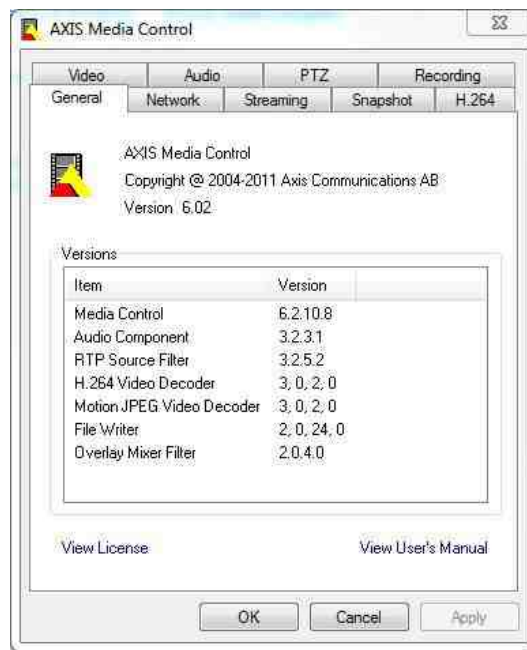 AXIS Media Control
Video Audio PTZ Recording
General Network Streaming Snapshot H.264
AXIS Media Control
Copyright @ 2004-2011 Axis Communications AB
Version 6.02
Versions
Item Version
Media Control 6.2.10.8
Audio Component 3.2.3.1
RTP Source Filter 3.2.5.2
H.264 Video Decoder 3, 0, 2, 0
Motion JPEG Video Decoder 3, 0, 2, 0
File Writer 2, 0, 24, 0
Overlay Mixer Filter 2.0.4.0
View License View User's Manual
OK Cancel Apply